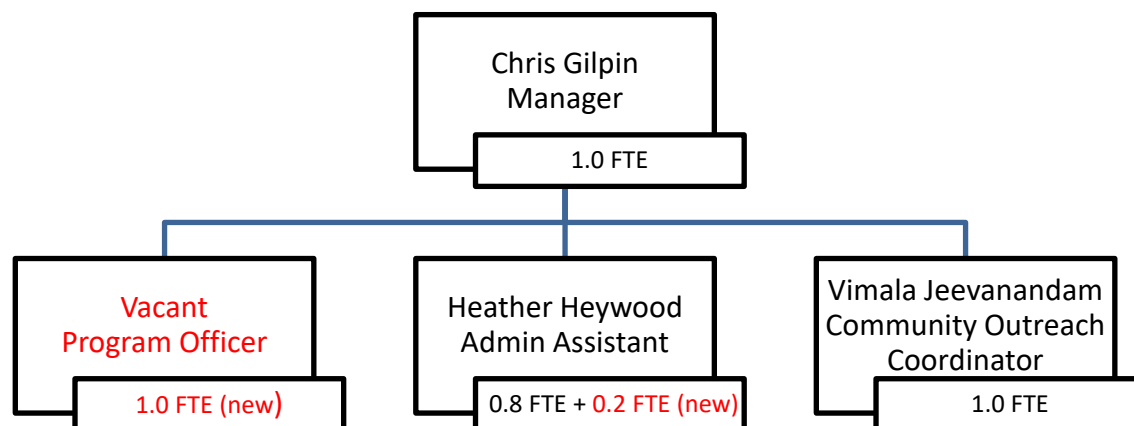 Chris Gilpin
Manager
1.0 FTE
Vacant
Program Officer
1.0 FTE (new)
Heather Heywood
Admin Assistant
0.8 FTE + 0.2 FTE (new)
Vimala Jeevanandam
Community Outreach
Coordinator
1.0 FTE